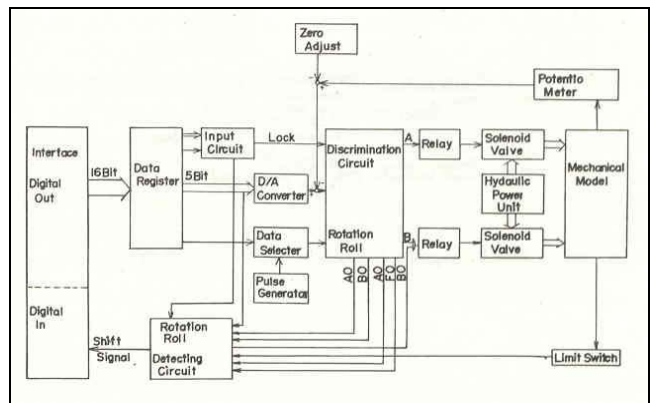 Zero
Adjust
Potentio
Meter
Interface
Digital
Out
16Bit
Data
Register
Input
Circuit
Lock
5Bit
D/A
Converter
Data
Selecter
Pulse
Generator
Discrimination
Circuit
Rotation
Roll
A
Relay
Solenoid
Valve
Hydraulic
Power
Unit
B
Relay
Solenoid
Valve
Mechanical
Model
AO
BO
AO
FO
BO
Digital
In
Shift
Signal
Rotation
Roll
Detecting
Circuit
Limit Switch